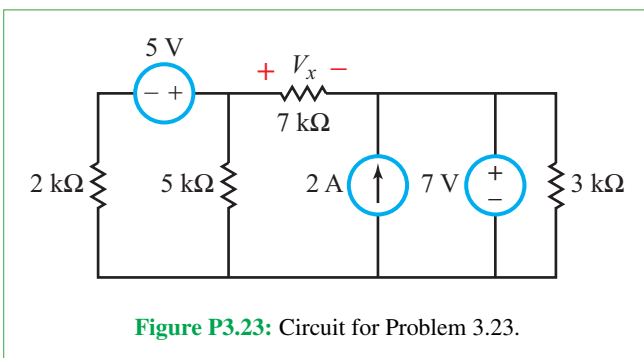 5 V
+ Vx −
− +
7 kΩ
2 kΩ
5 kΩ
2 A
7 V
+
−
3 kΩ
Figure P3.23: Circuit for Problem 3.23.